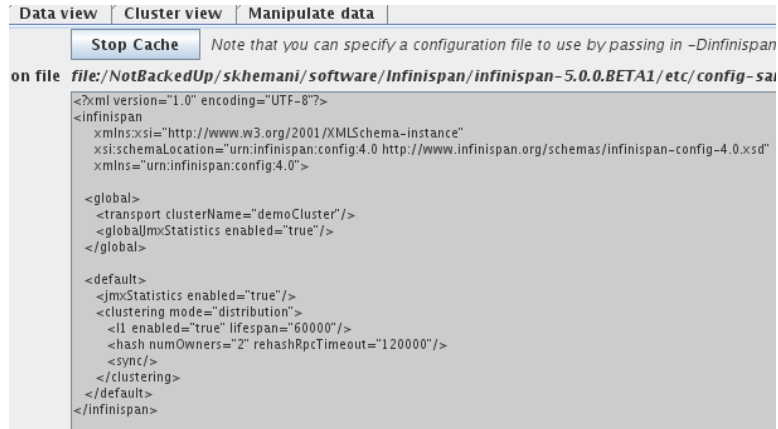 Data view Cluster view Manipulate data
Stop Cache Note that you can specify a configuration file to use by passing in -Dinfinispan
on file file:/NotBackedUp/skhemani/software/Infinispan/infinispan-5.0.0.BETA1/etc/config-sa
<?xml version="1.0" encoding="UTF-8"?>
<infinispan
xmlns:xsi="http://www.w3.org/2001/XMLSchema-instance"
xsi:schemaLocation="urn:infinispan:config:4.0 http://www.infinispan.org/schemas/infinispan-config-4.0.xsd"
xmlns="urn:infinispan:config:4.0">
<global>
<transport clusterName="demoCluster"/>
<globalJmxStatistics enabled="true"/>
</global>
<default>
<jmxStatistics enabled="true"/>
<clustering mode="distribution">
<l1 enabled="true" lifespan="60000"/>
<hash numOwners="2" rehashRpcTimeout="120000"/>
<sync/>
</clustering>
</default>
</infinispan>